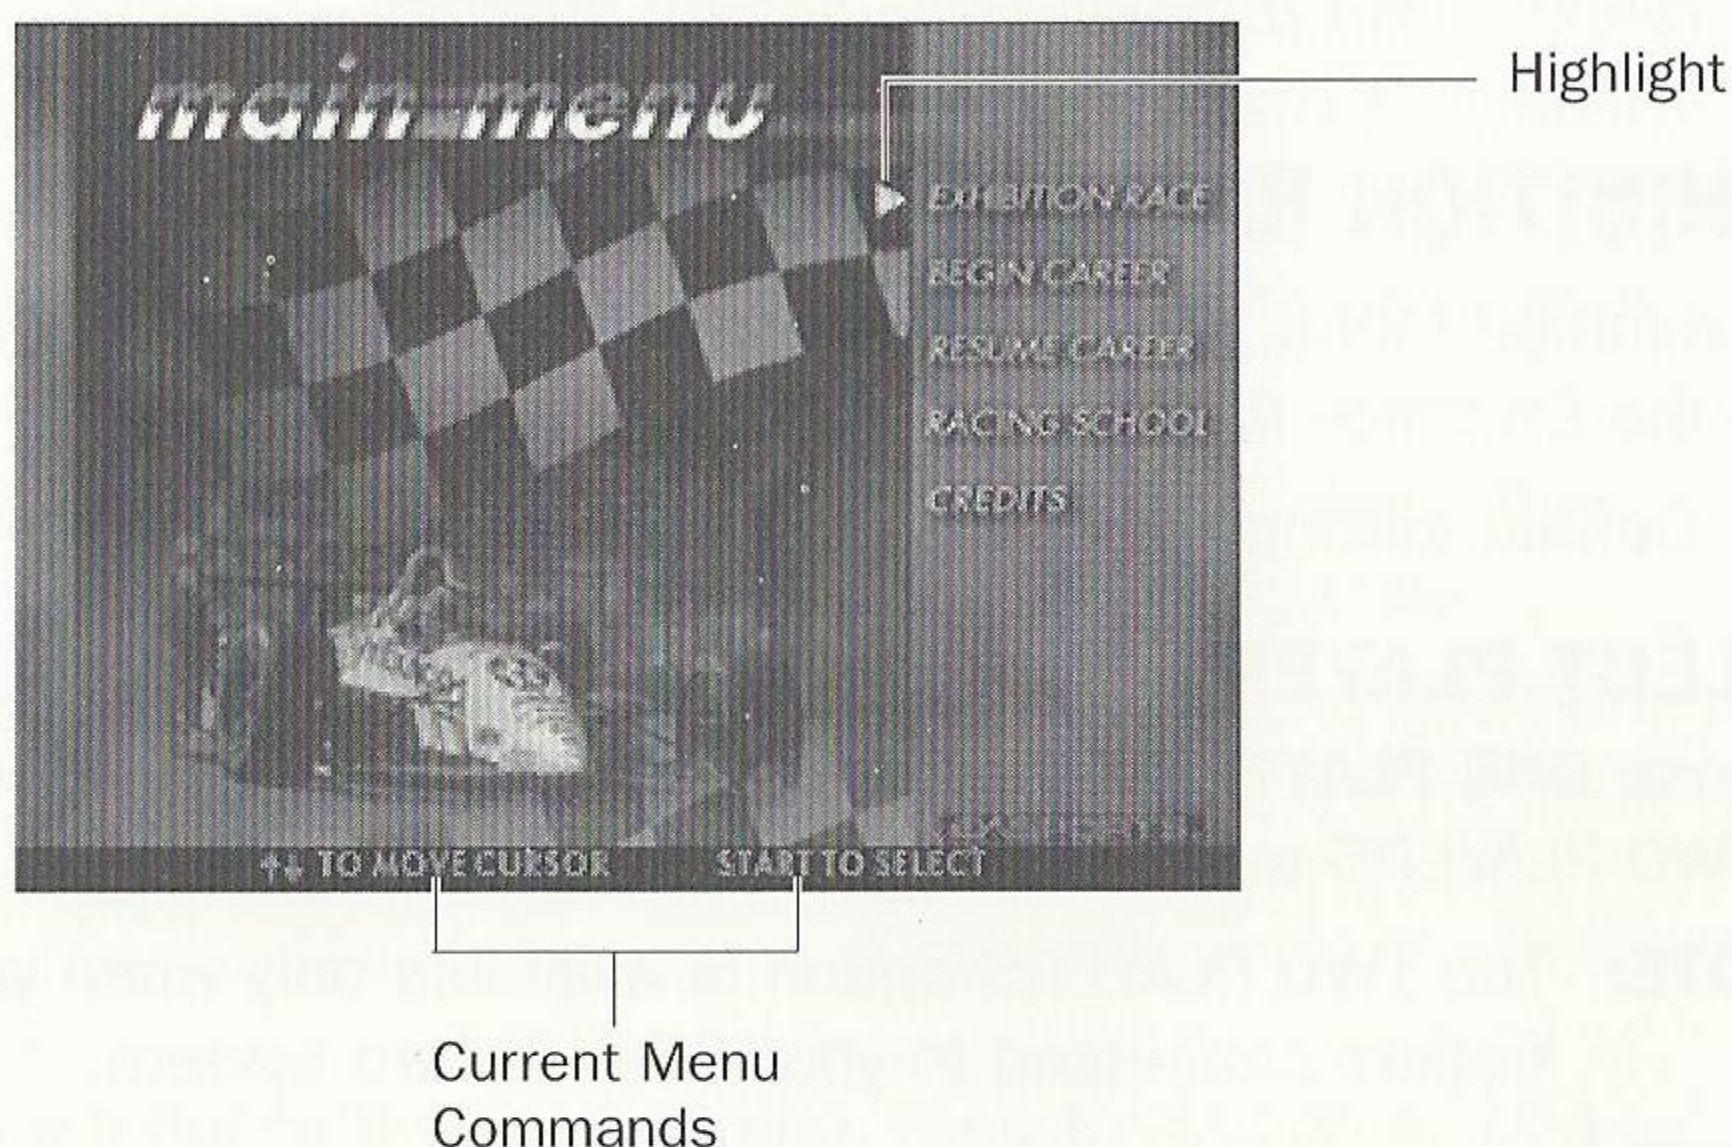 main menu
Highlight
EXHIBITION RACE
BEGIN CAREER
RESUME CAREER
RACING SCHOOL
CREDITS
↑↓ TO MOVE CURSOR START TO SELECT
Current Menu
Commands